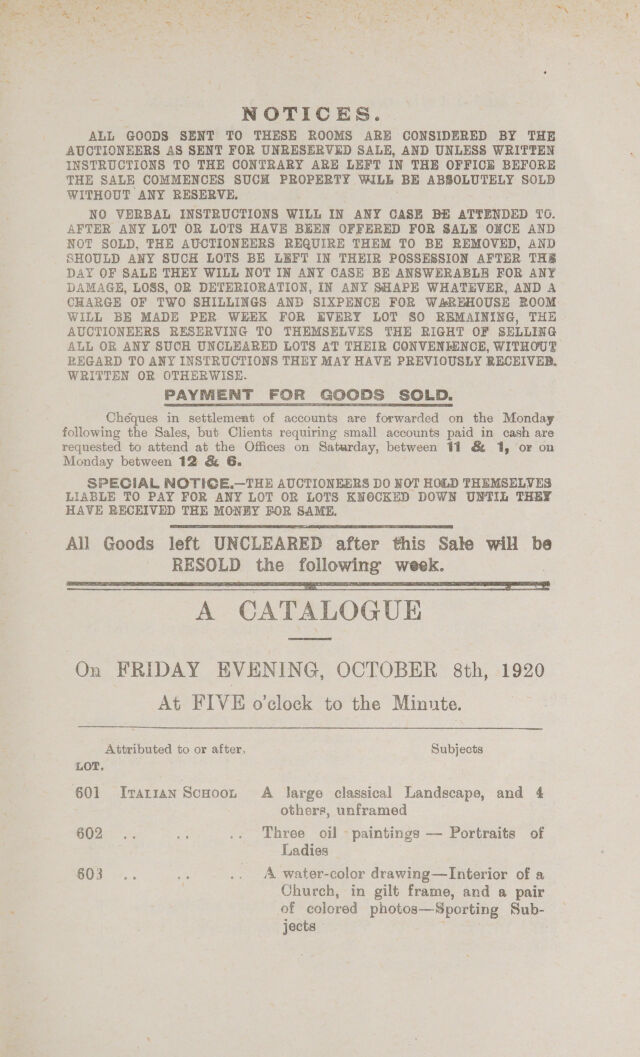 NOTICES.
ALL GOODS SENT TO THESE ROOMS ARE CONSIDERED BY THE
AUCTIONEERS AS SENT FOR UNRESERVED SALE, AND UNLESS WRITTEN
INSTRUCTIONS TO THE CONTRARY ARE LEFT IN THE OFFICE BEFORE
THE SALE COMMENCES SUCH PROPERTY WILL BE ABSOLUTELY SOLD
WITHOUT ANY RESERVE.
NO VERBAL INSTRUCTIONS WILL IN ANY CASE BE ATTENDED TO.
AFTER ANY LOT OR LOTS HAVE BEEN OFFERED FOR SALE ONCE AND
NOT SOLD, THE AUCTIONEERS REQUIRE THEM TO BE REMOVED, AND
SHOULD ANY SUCH LOTS BE LEFT IN THEIR POSSESSION AFTER THE
DAY OF SALE THEY WILL NOT IN ANY CASE BE ANSWERABLE FOR ANY
DAMAGE, LOSS, OR DETERIORATION, IN ANY SHAPE WHATEVER, AND A
CHARGE OF TWO SHILLINGS AND SIXPENCE FOR WAREHOUSE ROOM
WILL BE MADE PER WEEK FOR EVERY LOT SO REMAINING, THE
AUCTIONEERS RESERVING TO THEMSELVES THE RIGHT OF SELLING
ALL OR ANY SUCH UNCLEARED LOTS AT THEIR CONVENIENCE, WITHOUT
REGARD TO ANY INSTRUCTIONS THEY MAY HAVE PREVIOUSLY RECEIVED.
WRITTEN OR OTHERWISE.
PAYMENT FOR GOODS SOLD.
Cheques in settlement of accounts are forwarded on the Monday
following the Sales, but Clients requiring small accounts paid in cash are
requested to attend at the Offices on Saturday, between 11 & 1, or on
Monday between 12 & 6.
SPECIAL NOTICE.—THE AUCTIONEERS DO NOT HOLD THEMSELVES
LIABLE TO PAY FOR ANY LOT OR LOTS KNOCKED DOWN UNTIL THEY
HAVE RECEIVED THE MONEY FOR SAME.
All Goods left UNCLEARED after this Sale will be
RESOLD the following week.
A CATALOGUE
On FRIDAY EVENING, OCTOBER 8th, 1920
At FIVE o'clock to the Minute.
Attributed to or after. Subjects
LOT.
601 ITALIAN SCHOOL A large classical Landscape, and 4
others, unframed
602 .. .. .. Three oil paintings — Portraits of
Ladies
603 .. .. .. A water-color drawing—Interior of a
Church, in gilt frame, and a pair
of colored photos—Sporting Sub-
jects